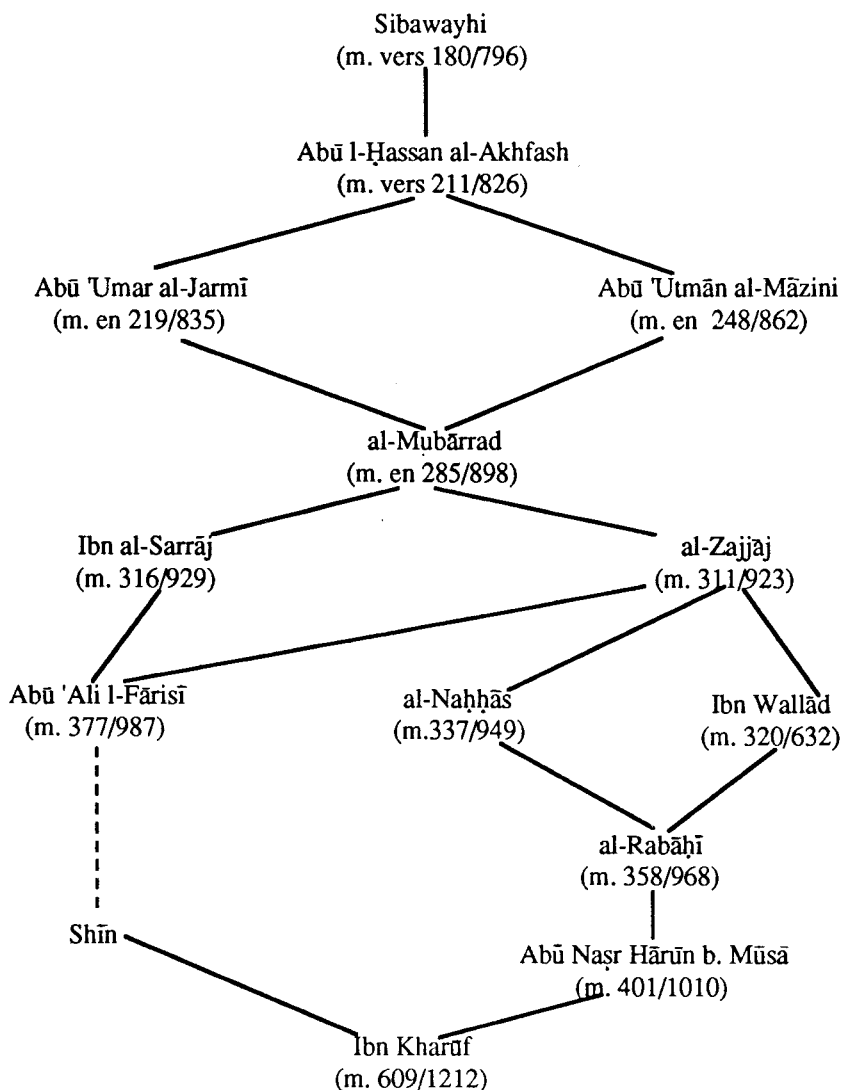 Sibawayhi
(m. vers 180/796)
Abū l-Ḥassan al-Akhfash
(m. vers 211/826)
Abū 'Umar al-Jarmī
(m. en 219/835)
Abū 'Utmān al-Māzini
(m. en 248/862)
al-Mubārrad
(m. en 285/898)
Ibn al-Sarrāj
(m. 316/929)
al-Zajjāj
(m. 311/923)
Abū 'Ali l-Fārisī
(m. 377/987)
al-Naḥḥās
(m.337/949)
Ibn Wallād
(m. 320/632)
al-Rabāḥī
(m. 358/968)
Shīn
Abū Naṣr Hārūn b. Mūsā
(m. 401/1010)
Ibn Kharūf
(m. 609/1212)